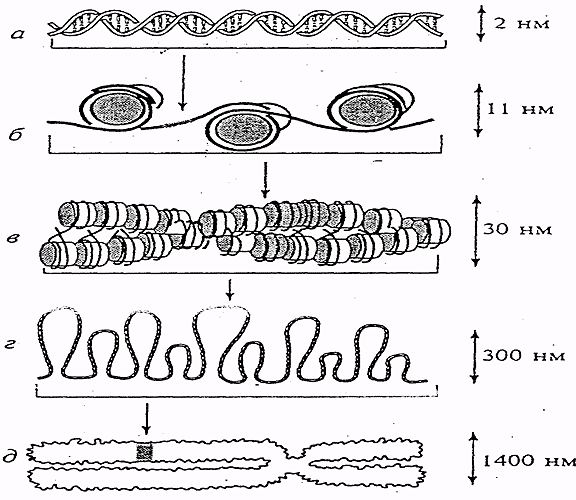 а 2 нм
б 11 нм
в 30 нм
г 300 нм
д 1400 нм